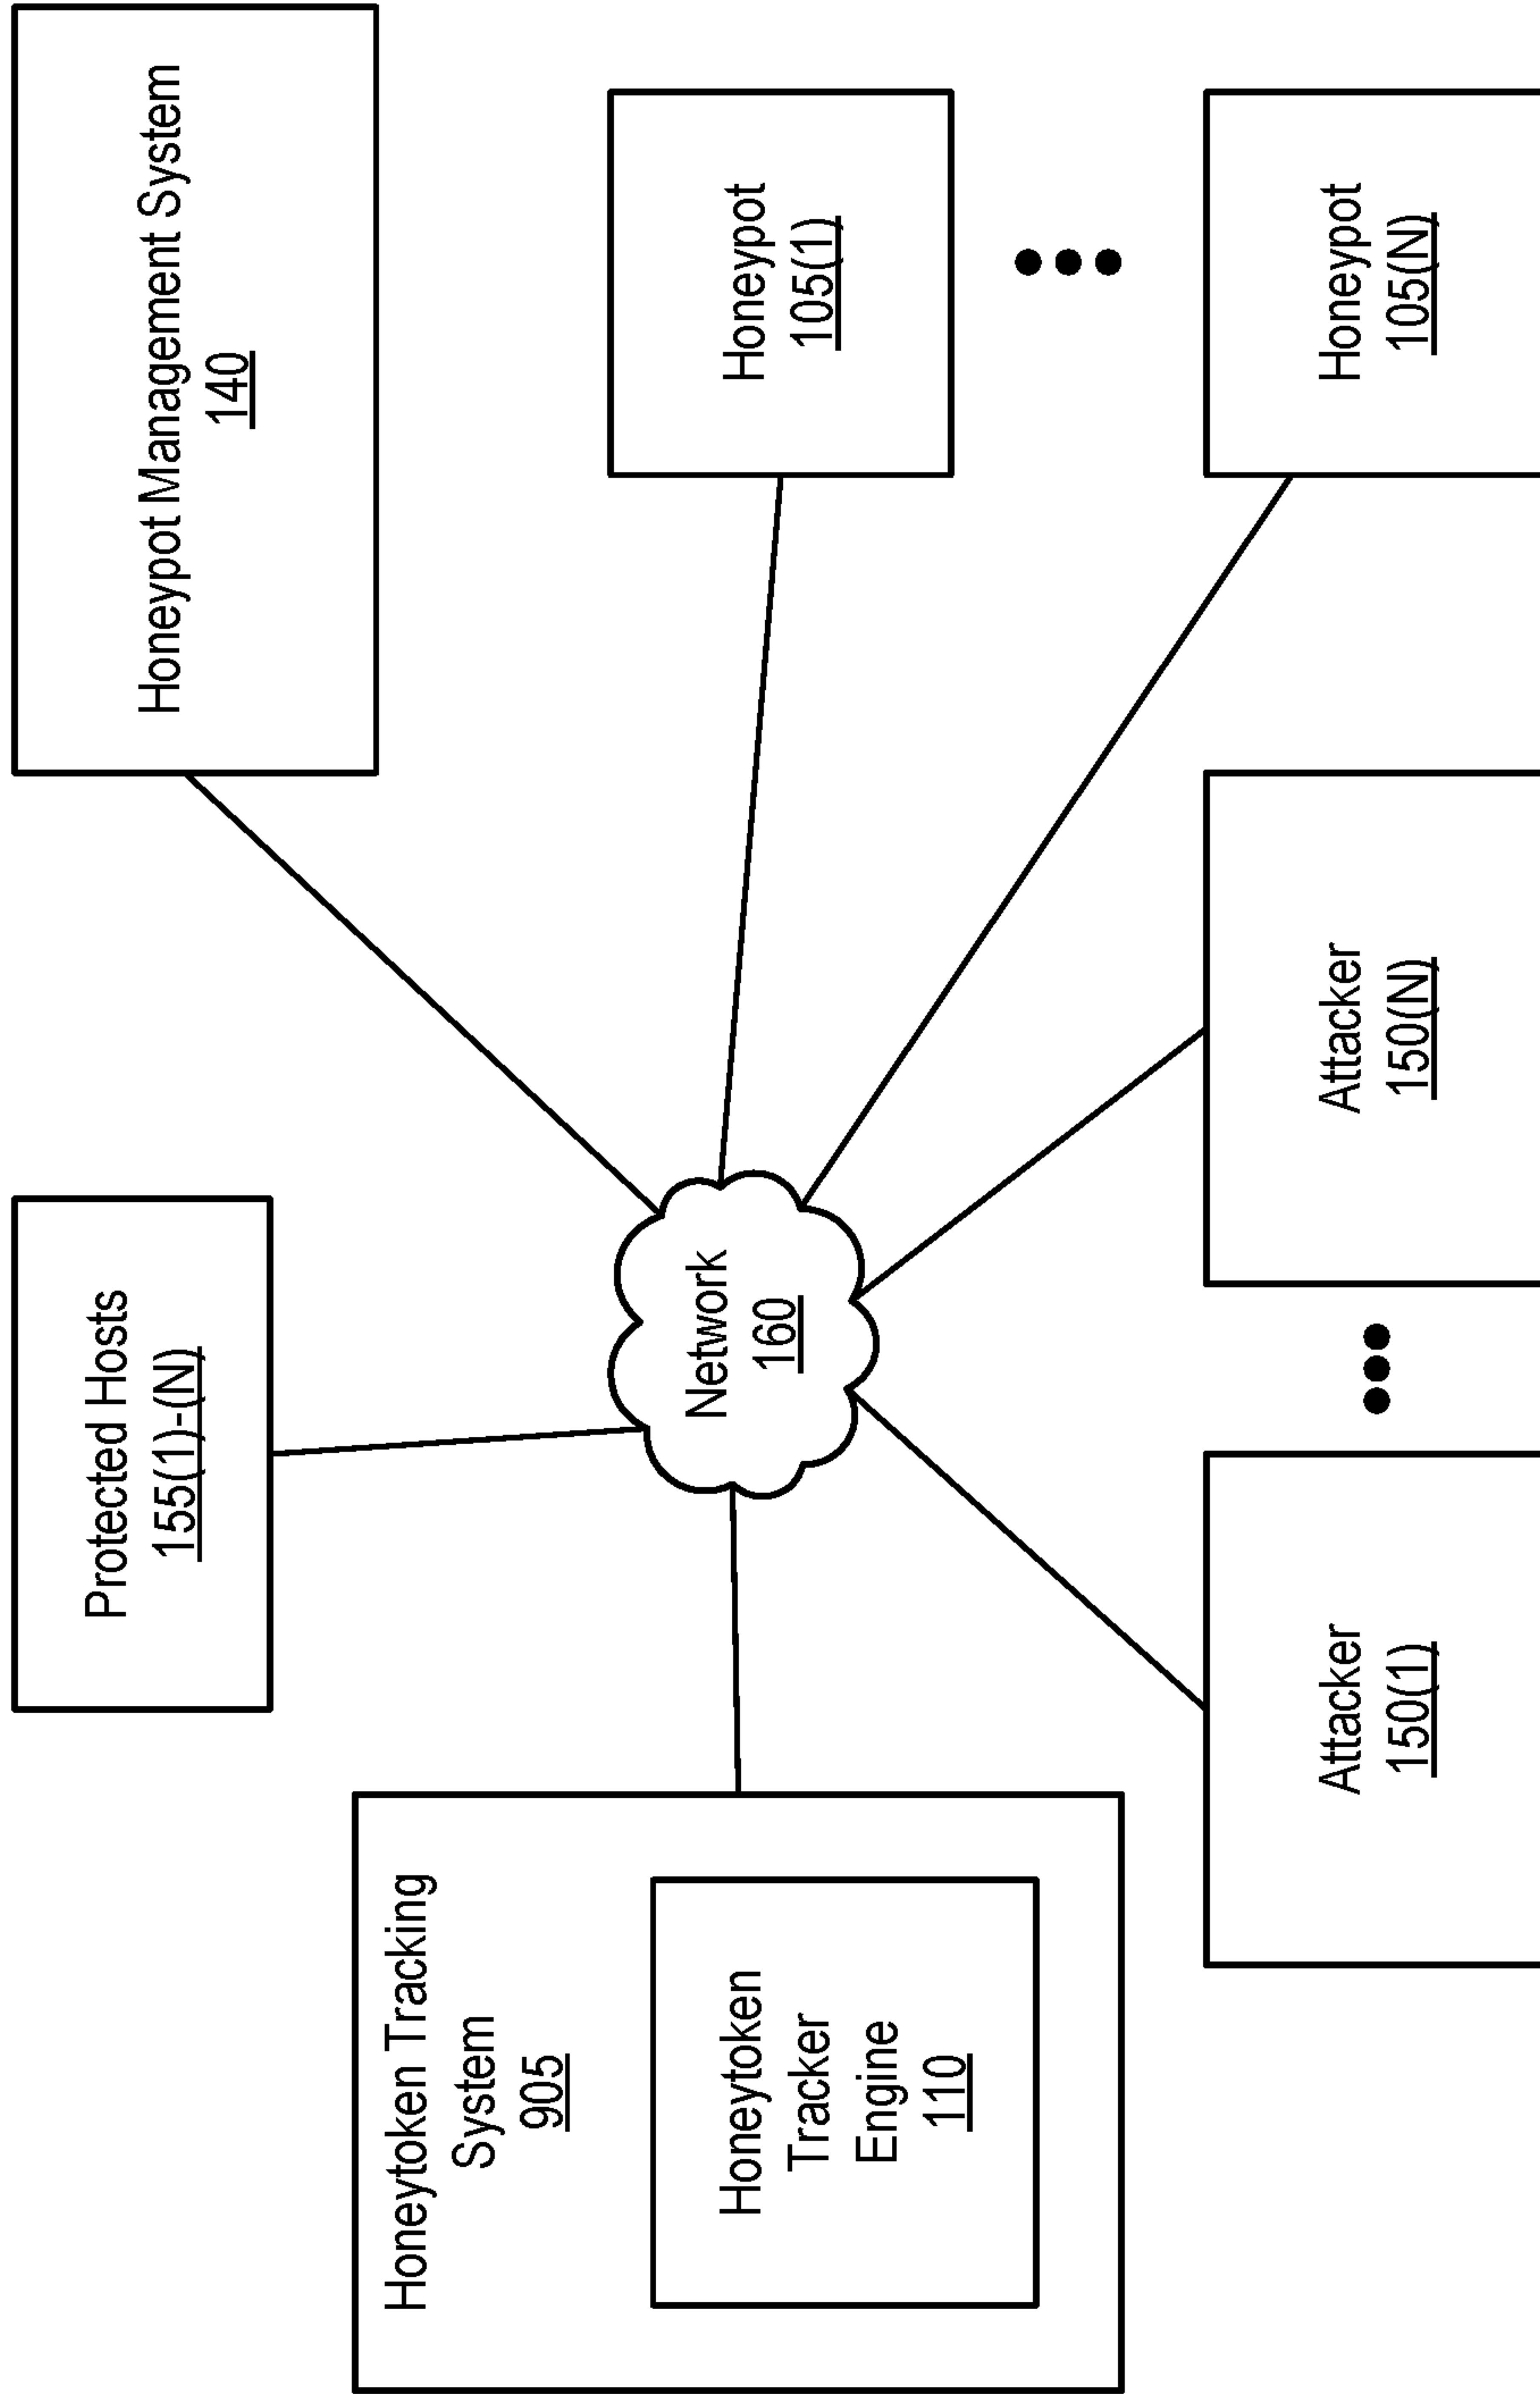 Protected Hosts
155(1)-(N)
Honeypot Management System
140
Honeytoken Tracking
System
905
Honeytoken
Tracker
Engine
110
Network
160
Honeypot
105(1)
Honeypot
105(N)
Attacker
150(1)
Attacker
150(N)